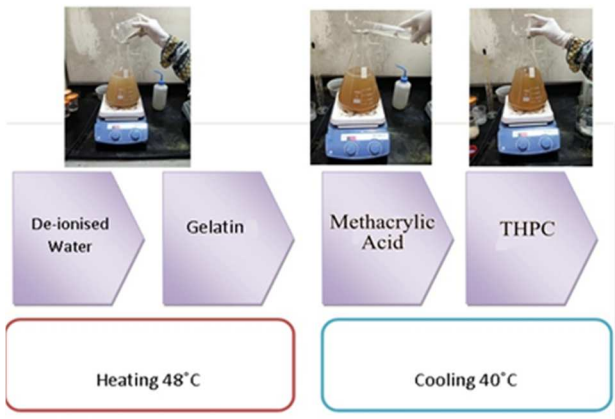 De-ionised
Water
Gelatin
Methacrylic
Acid
THPC
Heating 48˚C
Cooling 40˚C